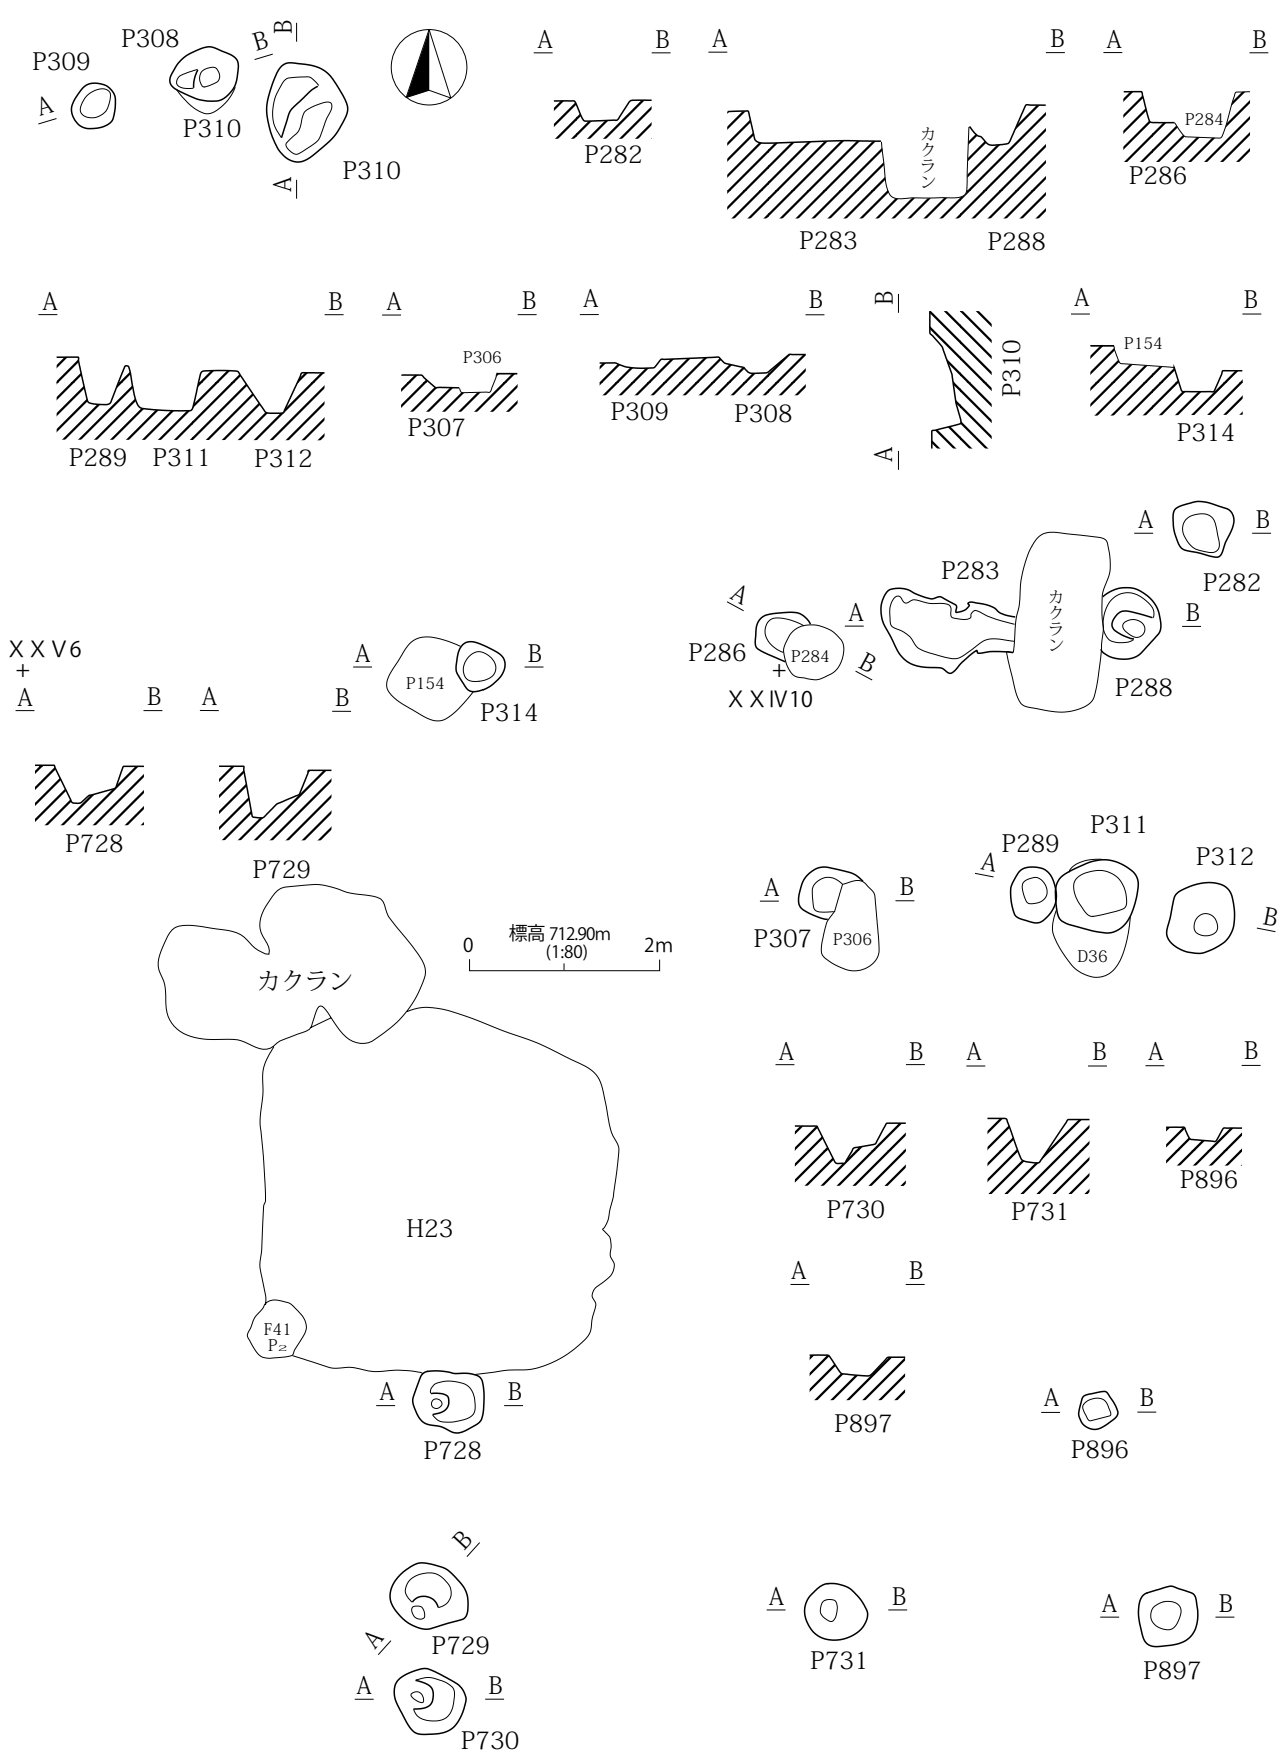 P309
P308
A
B
P310
B
A
P310
A B
P282
A B
カクラン
P283 P288
A B
P284
P286
A B
P289 P311 P312
A B
P306
P307
A B
P309 P308
B
A
P310
A B
P154
P314
A B
P282
P283
カクラン
A B
P288
A
B
P286
P284
+
XXIV10
XXV6
+
A B
P154
P314
A B
P728
A B
P729
カクラン
標高 712.90m
0 (1:80) 2m
A B
P307
P306
P289
P311
P312
A
B
D36
H23
F41
P2
A B
P728
A B
P730
A B
P731
A B
P896
A B
P897
A B
P896
B
A
P729
A B
P730
A B
P731
A B
P897